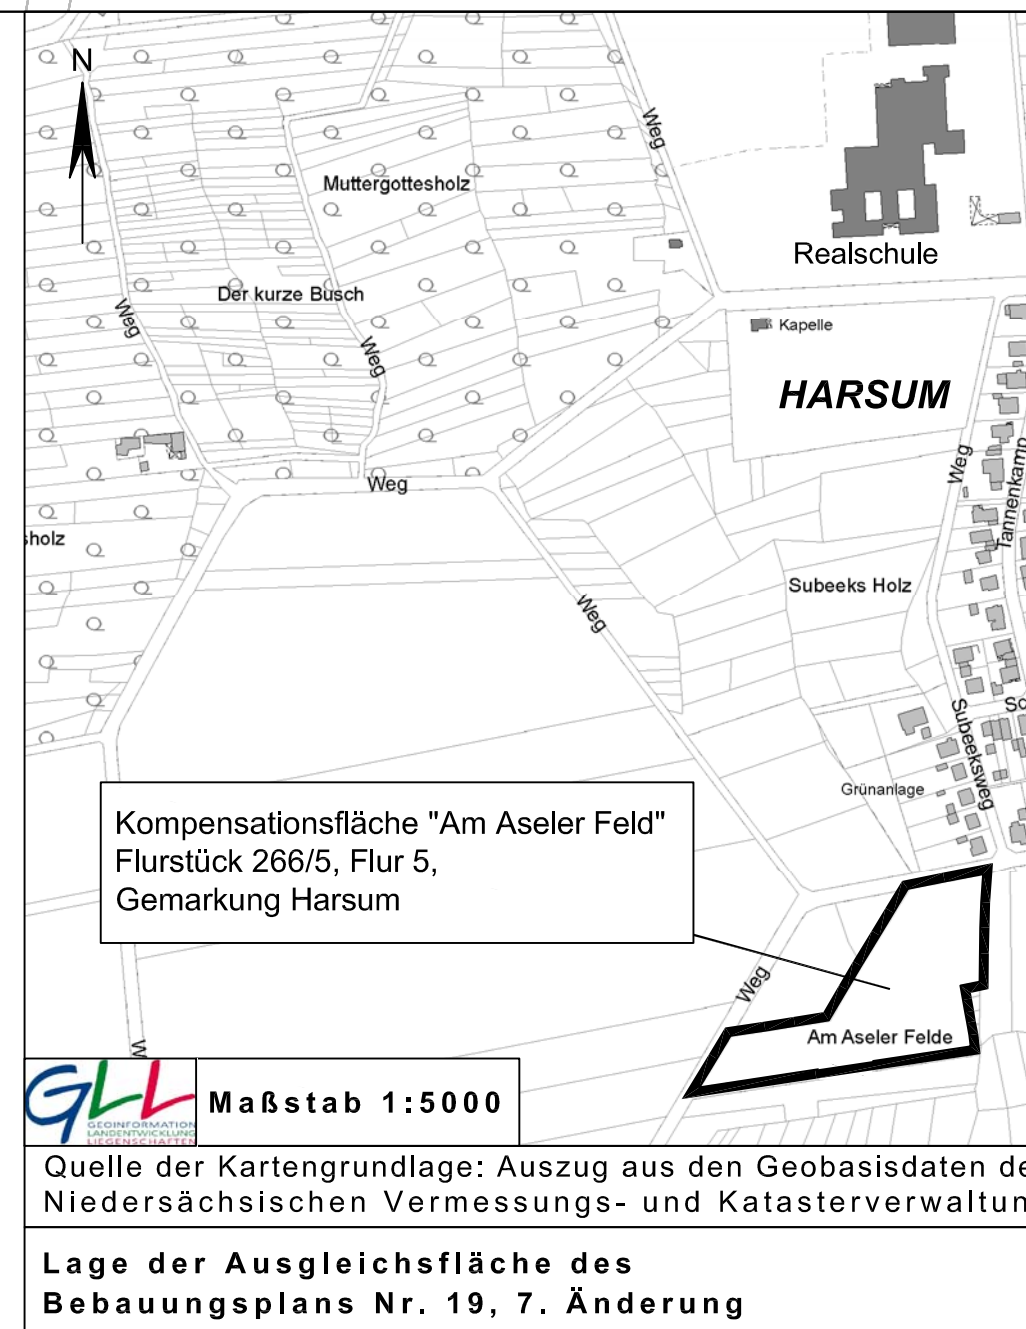 N
Weg
Muttergottesholz
Realschule
Der kurze Busch
Weg
Weg
Kapelle
HARSUM
Weg
Tannenkamp
Weg
sholz
Subeeks Holz
Weg
Subeeksweg
Sc
Grünanlage
Kompensationsfläche "Am Aseler Feld"
Flurstück 266/5, Flur 5,
Gemarkung Harsum
Weg
Am Aseler Felde
W
GLL
GEOINFORMATION
LANDENTWICKLUNG
LIEGENSCHAFTEN
Maßstab 1:5000
Quelle der Kartengrundlage: Auszug aus den Geobasisdaten de
Niedersächsischen Vermessungs- und Katasterverwaltun
Lage der Ausgleichsfläche des
Bebauungsplans Nr. 19, 7. Änderung